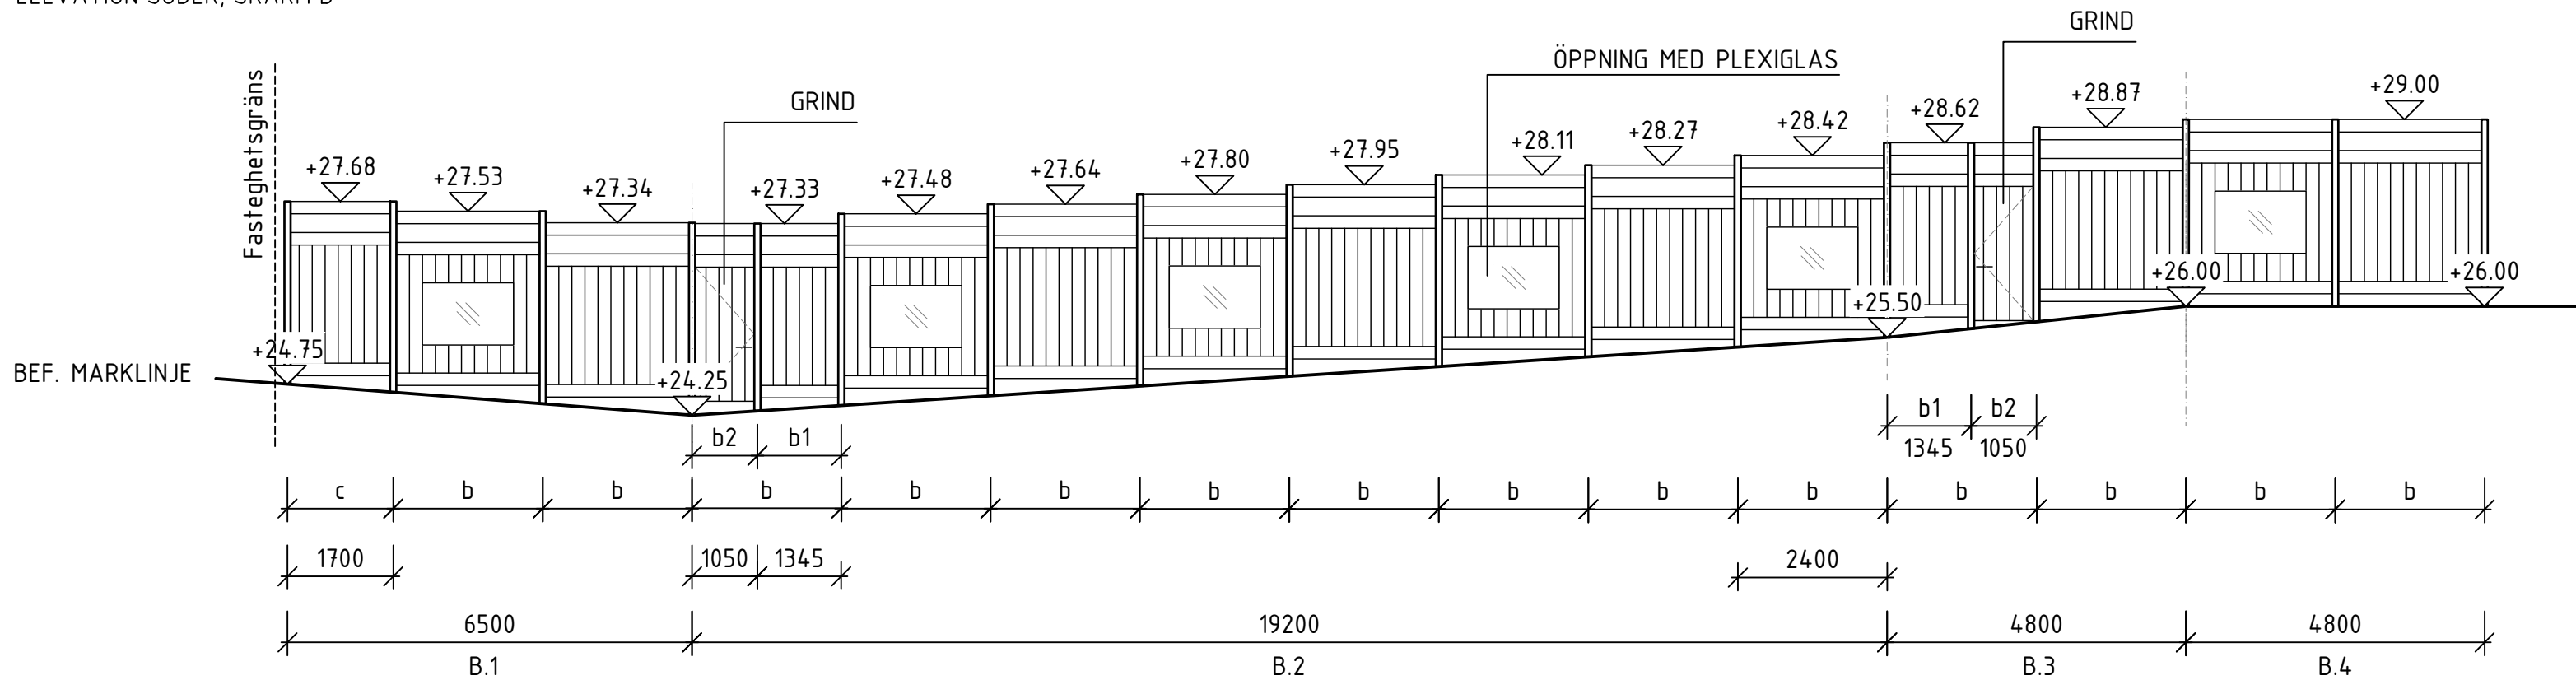 GRIND
ÖPPNING MED PLEXIGLAS
GRIND
Fasteghetsgräns
+27.68
+27.53
+27.34
+27.33
+27.48
+27.64
+27.80
+27.95
+28.11
+28.27
+28.42
+28.62
+28.87
+29.00
+24.75
+24.25
+25.50
+26.00
+26.00
BEF. MARKLINJE
b2 b1
b1 b2
1345 1050
c b b b b b b b b b b b b b b
1700 1050 1345 2400
6500 19200 4800 4800
B.1 B.2 B.3 B.4